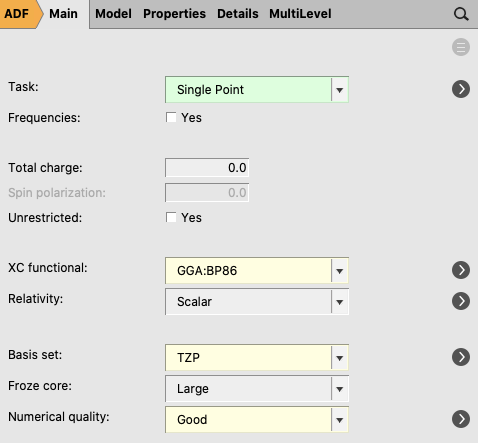 ADF Main Model Properties Details MultiLevel
Task: Single Point
Frequencies: Yes
Total charge: 0.0
Spin polarization: 0.0
Unrestricted: Yes
XC functional: GGA:BP86
Relativity: Scalar
Basis set: TZP
Froze core: Large
Numerical quality: Good